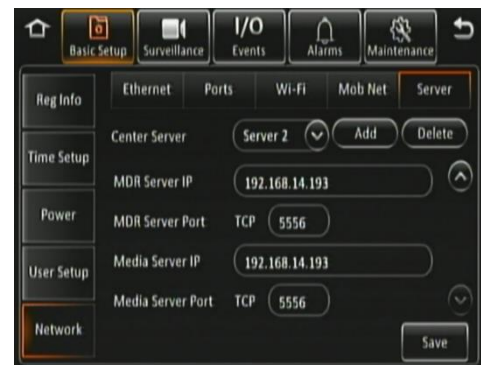 I/O
Basic Setup Surveillance Events Alarms Maintenance
Reg Info Ethernet Ports Wi-Fi Mob Net Server
Center Server Server 2 Add Delete
Time Setup
MDR Server IP 192.168.14.193
Power MDR Server Port TCP 5556
User Setup Media Server IP 192.168.14.193
Media Server Port TCP 5556
Network Save